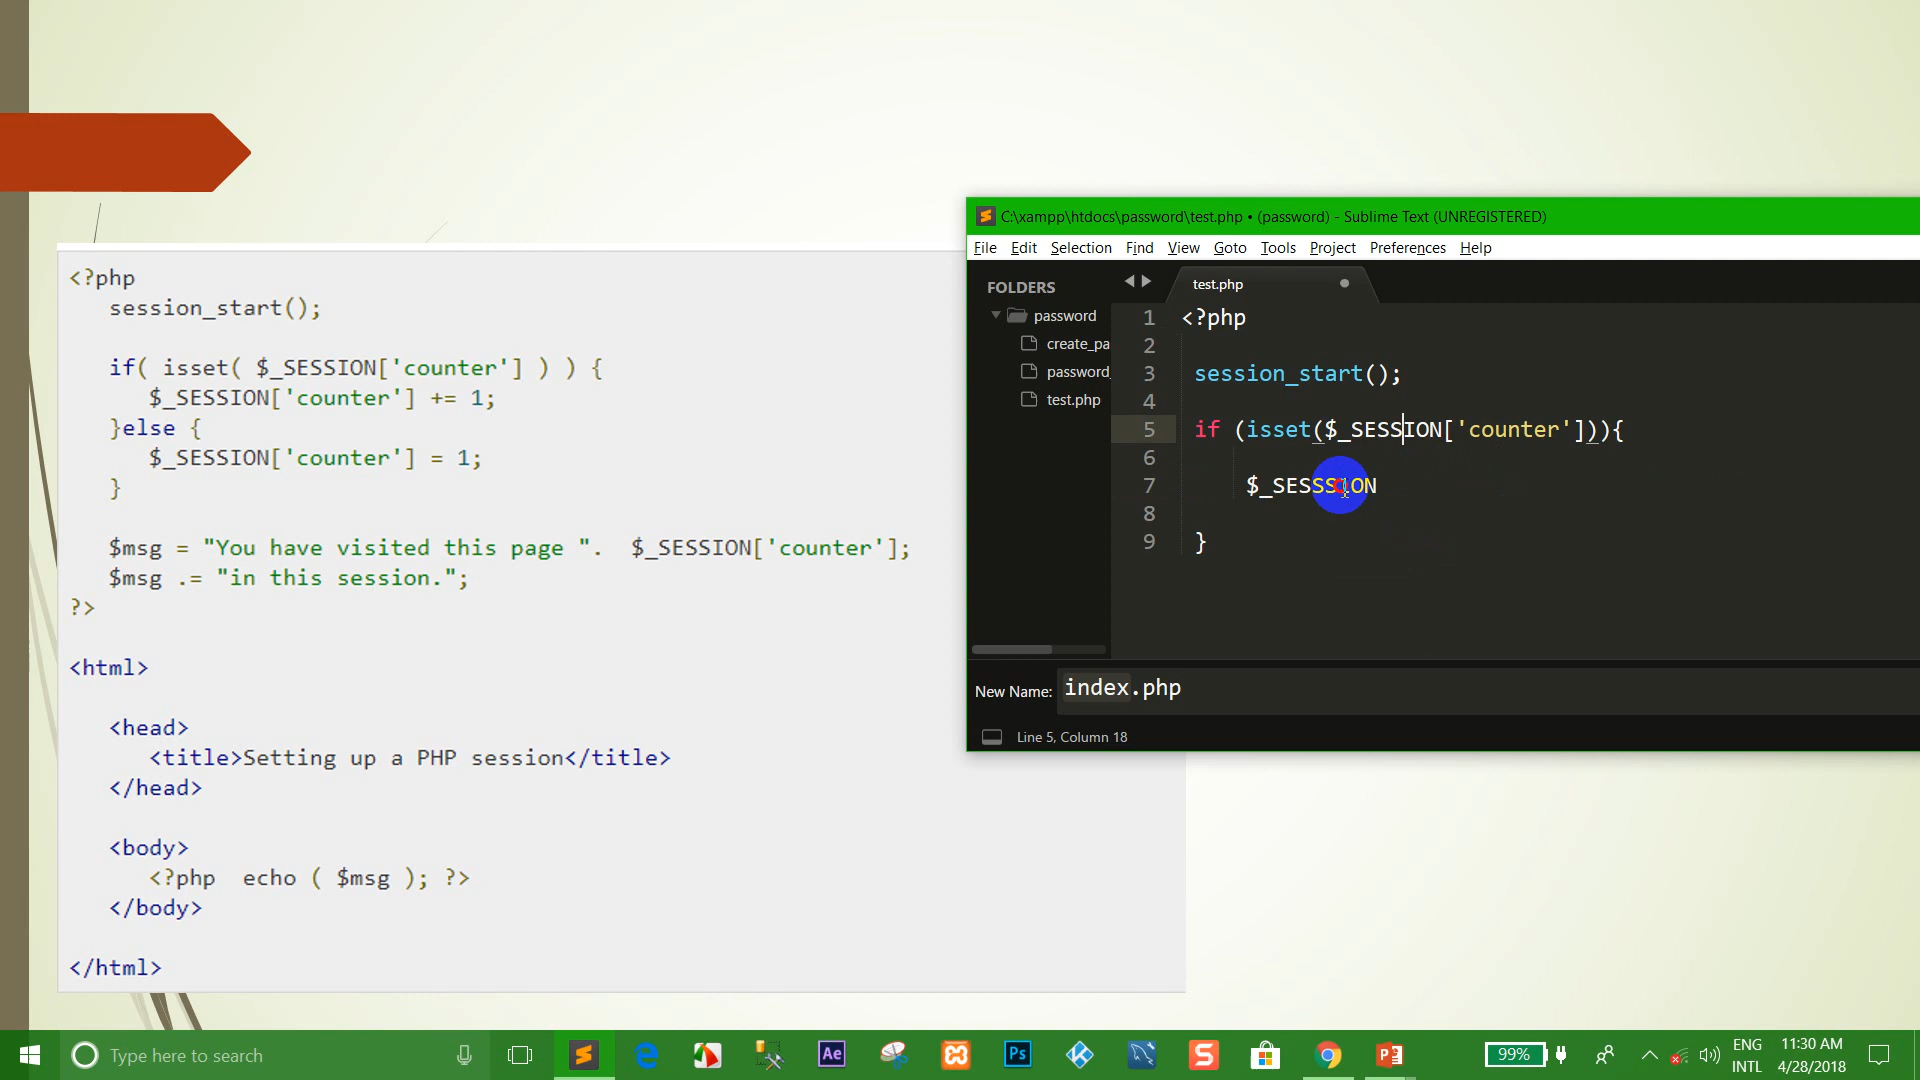 <?php
session_start();
if( isset( $_SESSION['counter'] ) ) {
$_SESSION['counter'] += 1;
}else {
$_SESSION['counter'] = 1;
}
$msg = "You have visited this page ".  $_SESSION['counter'];
$msg .= "in this session.";
?>
<html>
<head>
<title>Setting up a PHP session</title>
</head>
<body>
<?php  echo ( $msg ); ?>
</body>
</html>
C:\xampp\htdocs\password\test.php • (password) - Sublime Text (UNREGISTERED)
File Edit Selection Find View Goto Tools Project Preferences Help
FOLDERS
password
create_pa
password_
test.php
test.php
1 <?php
2
3 session_start();
4
5 if (isset($_SESSION['counter'])){
6
7 $_SESSSION
8
9 }
New Name: index.php
Line 5, Column 18
Type here to search
Ae
Ps
99%
ENG
INTL
11:30 AM
4/28/2018